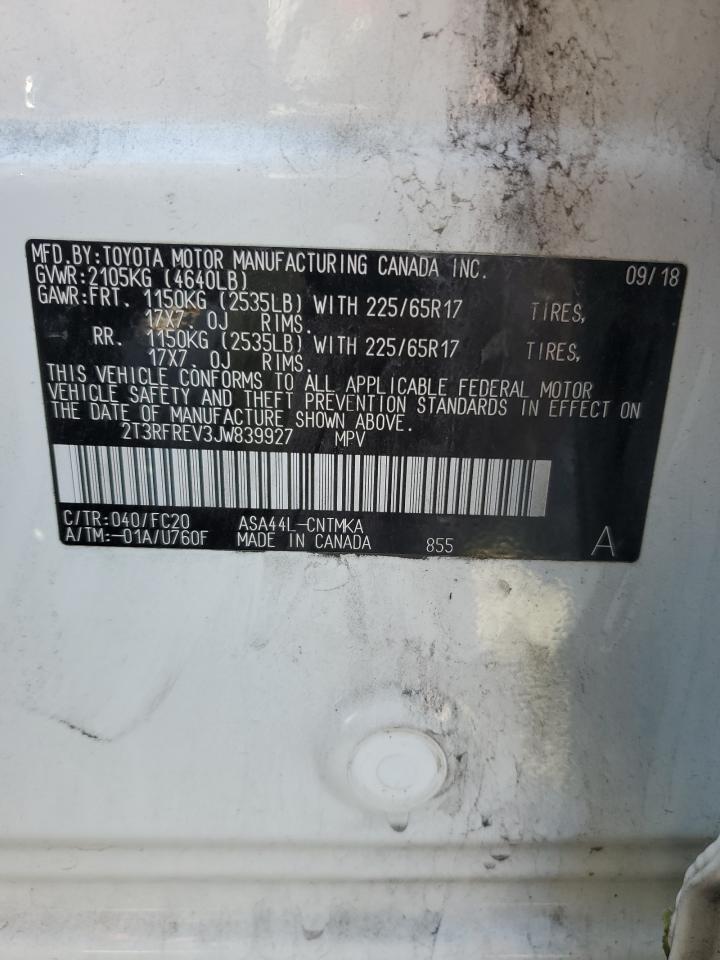 MFD.BY:TOYOTA MOTOR MANUFACTURING CANADA INC. 09/18
GVWR:2105KG (4640LB)
GAWR:FRT. 1150KG (2535LB) WITH 225/65R17 TIRES,
17X7. 0J RIMS.
RR. 1150KG (2535LB) WITH 225/65R17 TIRES,
17X7. 0J RIMS.
THIS VEHICLE CONFORMS TO ALL APPLICABLE FEDERAL MOTOR
VEHICLE SAFETY AND THEFT PREVENTION STANDARDS IN EFFECT ON
THE DATE OF MANUFACTURE SHOWN ABOVE.
2T3RFREV3JW839927 MPV
C/TR:040/FC20 ASA44L-CNTMKA
A/TM:-01A/U760F MADE IN CANADA 855 A